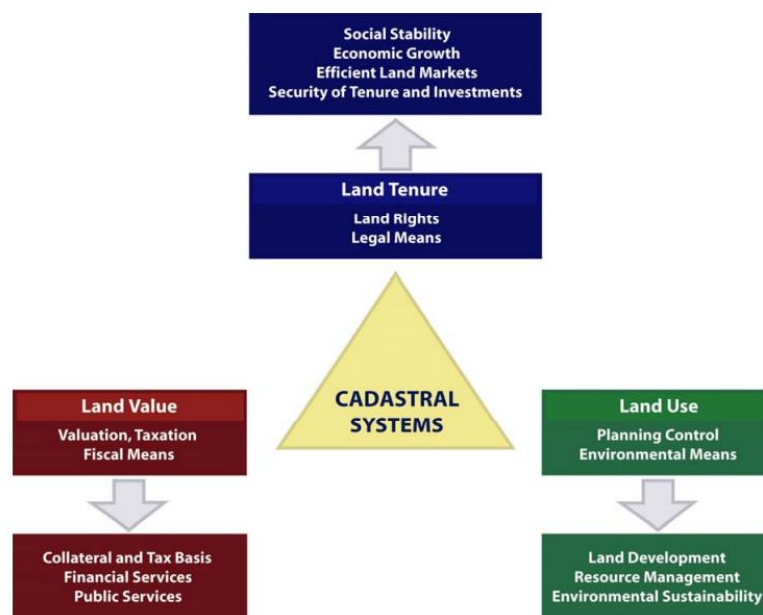 Social Stability
Economic Growth
Efficient Land Markets
Security of Tenure and Investments
Land Tenure
Land Rights
Legal Means
CADASTRAL
SYSTEMS
Land Value
Valuation, Taxation
Fiscal Means
Collateral and Tax Basis
Financial Services
Public Services
Land Use
Planning Control
Environmental Means
Land Development
Resource Management
Environmental Sustainability